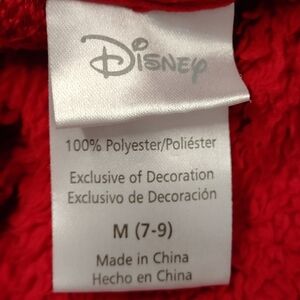 Disney
100% Polyester/Poliéster
Exclusive of Decoration
Exclusivo de Decoración
M (7-9)
Made in China
Hecho en China